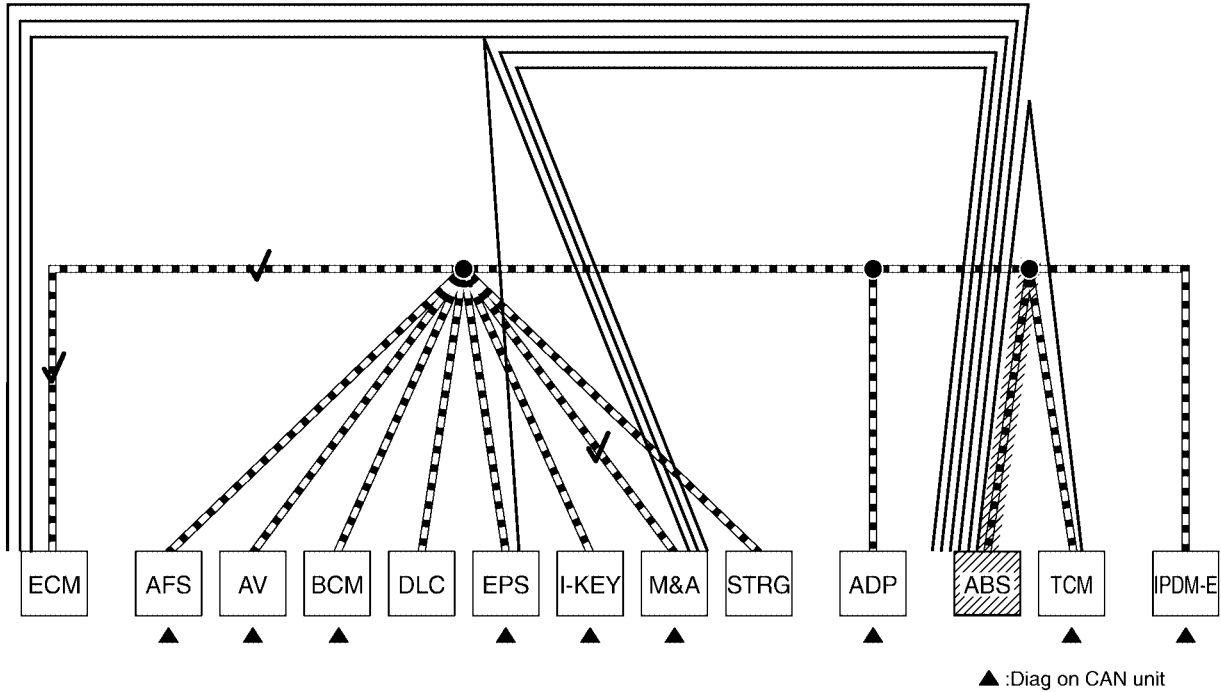 ECM AFS AV BCM DLC EPS I-KEY M&A STRG ADP ABS TCM IPDM-E
▲ :Diag on CAN unit